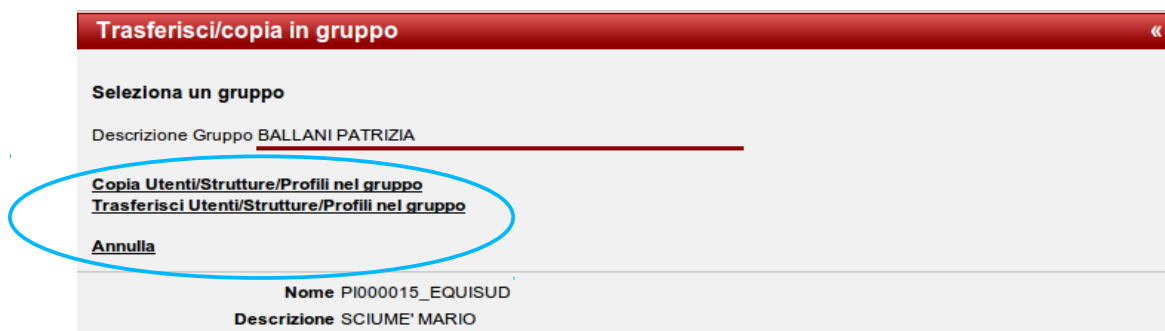 Trasferisci/copia in gruppo «
Seleziona un gruppo
Descrizione Gruppo BALLANI PATRIZIA
Copia Utenti/Strutture/Profili nel gruppo
Trasferisci Utenti/Strutture/Profili nel gruppo
Annulla
Nome PI000015_EQUISUD
Descrizione SCIUME' MARIO